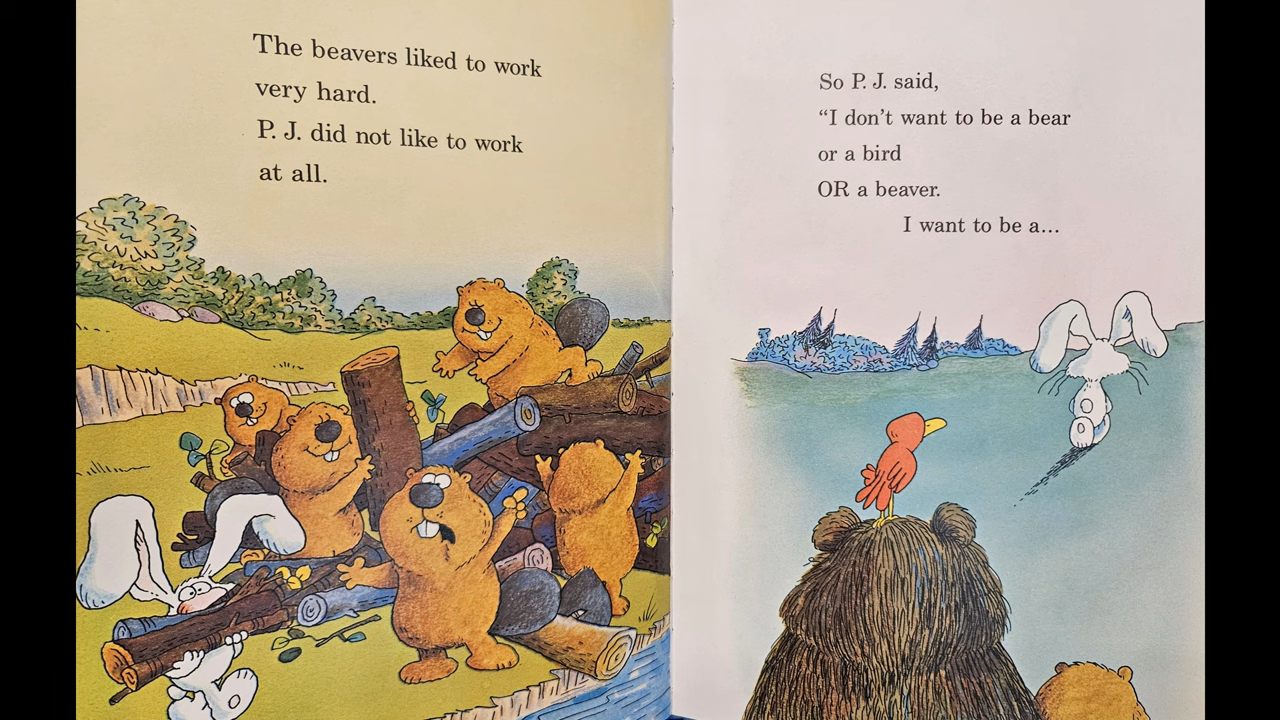 The beavers liked to work
very hard.
P. J. did not like to work
at all.
So P. J. said,
“I don’t want to be a bear
or a bird
OR a beaver.
I want to be a...